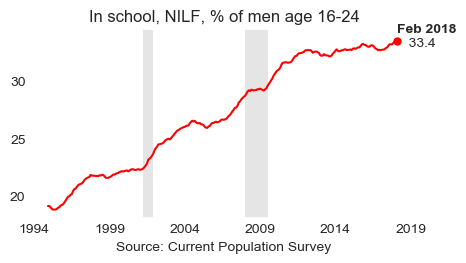 In school, NILF, % of men age 16-24
Feb 2018
33.4
30
25
20
1994 1999 2004 2009 2014 2019
Source: Current Population Survey